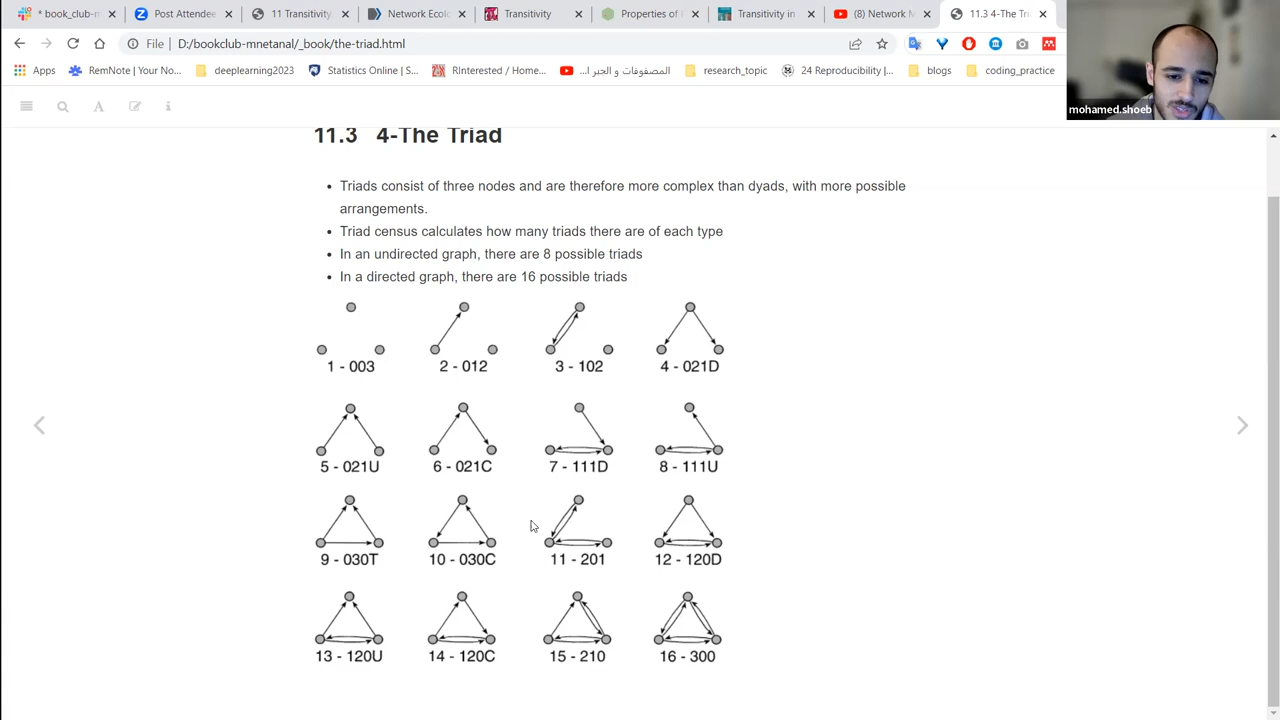 * book_club-m
Post Attendee
11 Transitivity,
Network Ecolo
Transitivity
Properties of N
Transitivity in
(8) Network M
11.3 4-The Tria
File D:/bookclub-mnetanal/_book/the-triad.html
Apps RemNote | Your No... deeplearning2023 Statistics Online | S... RInterested / Home... المصفوفات و الجبر ا... research_topic 24 Reproducibility |... blogs coding_practice
mohamed.shoeb
11.3 4-The Triad
• Triads consist of three nodes and are therefore more complex than dyads, with more possible
arrangements.
• Triad census calculates how many triads there are of each type
• In an undirected graph, there are 8 possible triads
• In a directed graph, there are 16 possible triads
1 - 003 2 - 012 3 - 102 4 - 021D
5 - 021U 6 - 021C 7 - 111D 8 - 111U
9 - 030T 10 - 030C 11 - 201 12 - 120D
13 - 120U 14 - 120C 15 - 210 16 - 300